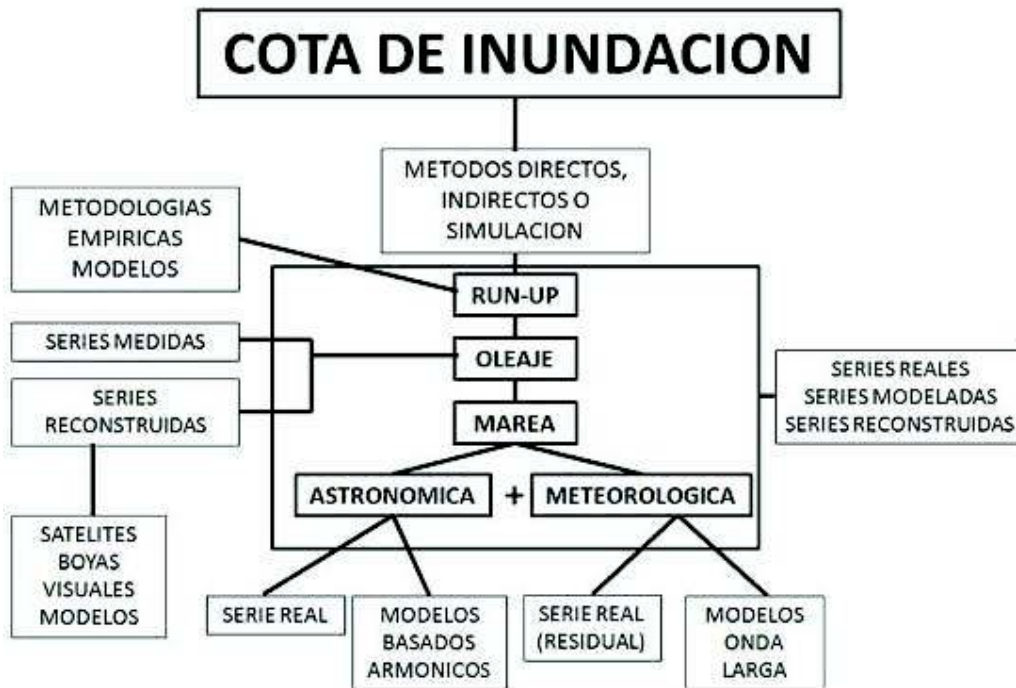 COTA DE INUNDACION
METODOS DIRECTOS,
INDIRECTOS O
SIMULACION
METODOLOGIAS
EMPIRICAS
MODELOS
RUN-UP
SERIES MEDIDAS
OLEAJE
SERIES
RECONSTRUIDAS
SERIES REALES
SERIES MODELADAS
SERIES RECONSTRUIDAS
MAREA
ASTRONOMICA + METEOROLOGICA
SATELITES
BOYAS
VISUALES
MODELOS
SERIE REAL
MODELOS
BASADOS
ARMONICOS
SERIE REAL
(RESIDUAL)
MODELOS
ONDA
LARGA